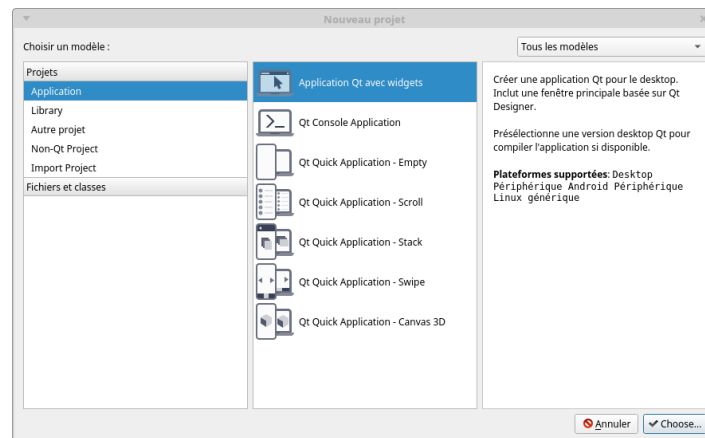 Nouveau projet
Choisir un modèle :
Tous les modèles
Projets
Application
Library
Autre projet
Non-Qt Project
Import Project
Fichiers et classes
Application Qt avec widgets
Qt Console Application
Qt Quick Application - Empty
Qt Quick Application - Scroll
Qt Quick Application - Stack
Qt Quick Application - Swipe
Qt Quick Application - Canvas 3D
Créer une application Qt pour le desktop.
Inclut une fenêtre principale basée sur Qt
Designer.
Présélectionne une version desktop Qt pour
compiler l'application si disponible.
Plateformes supportées: Desktop
Périphérique Android Périphérique
Linux générique
Annuler
Choose...